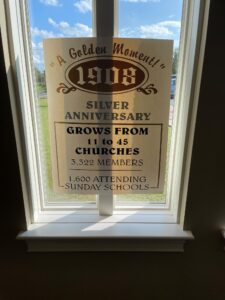 "A Golden Moment!"
1908
SILVER
ANNIVERSARY
GROWS FROM
11 to 45
CHURCHES
3,322 MEMBERS
1,600 ATTENDING
SUNDAY SCHOOLS